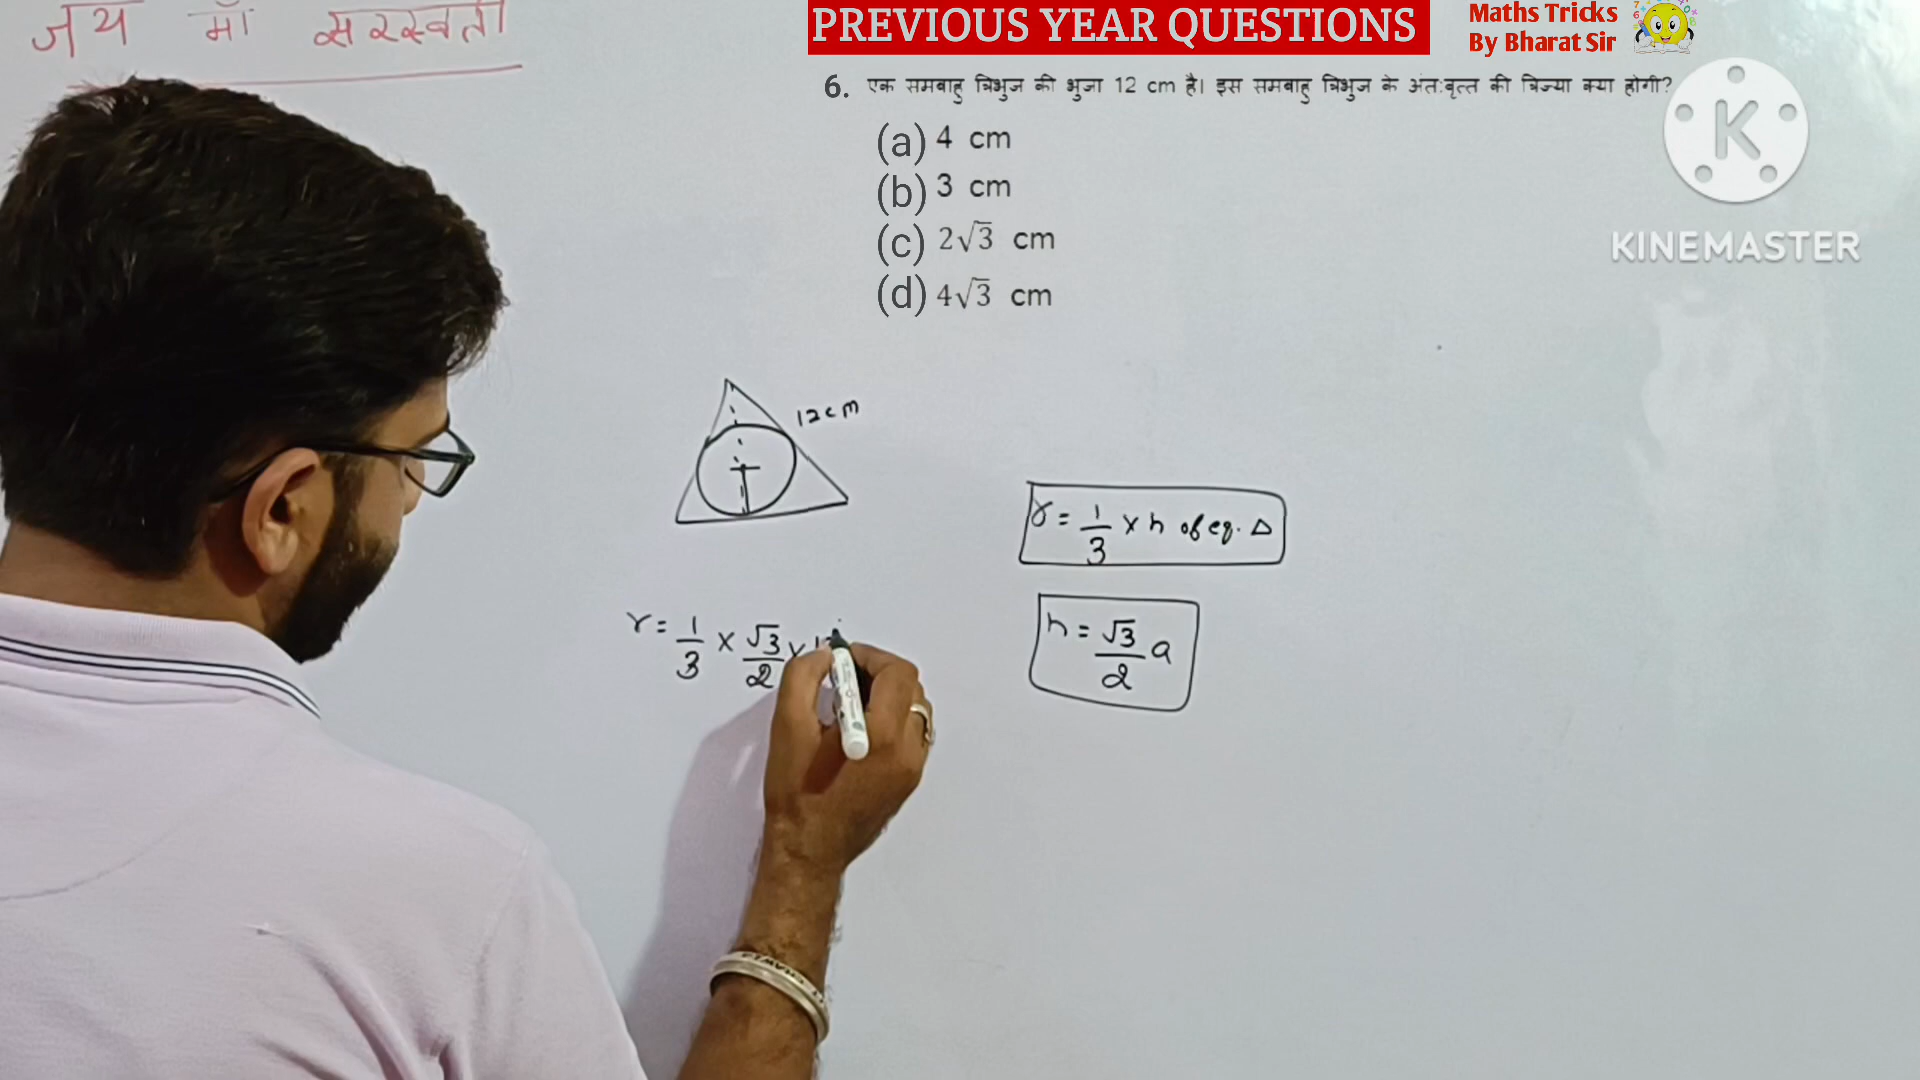 जय माँ सरस्वती
PREVIOUS YEAR QUESTIONS
Maths Tricks
By Bharat Sir
6. एक समबाहु त्रिभुज की भुजा 12 cm है। इस समबाहु त्रिभुज के अंत:वृत्त की त्रिज्या क्या होगी?
(a) 4 cm
(b) 3 cm
(c) 2√3 cm
(d) 4√3 cm
K
KINEMASTER
12cm
r = 1/3 × h of eq. Δ
h = √3/2 a
r = 1/3 × √3/2 ×